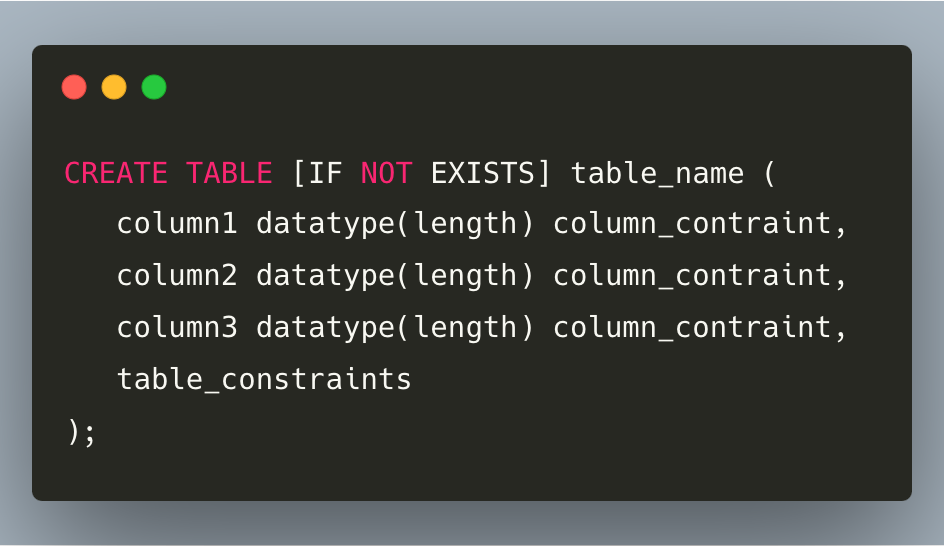 CREATE TABLE [IF NOT EXISTS] table_name (
column1 datatype(length) column_contraint,
column2 datatype(length) column_contraint,
column3 datatype(length) column_contraint,
table_constraints
);